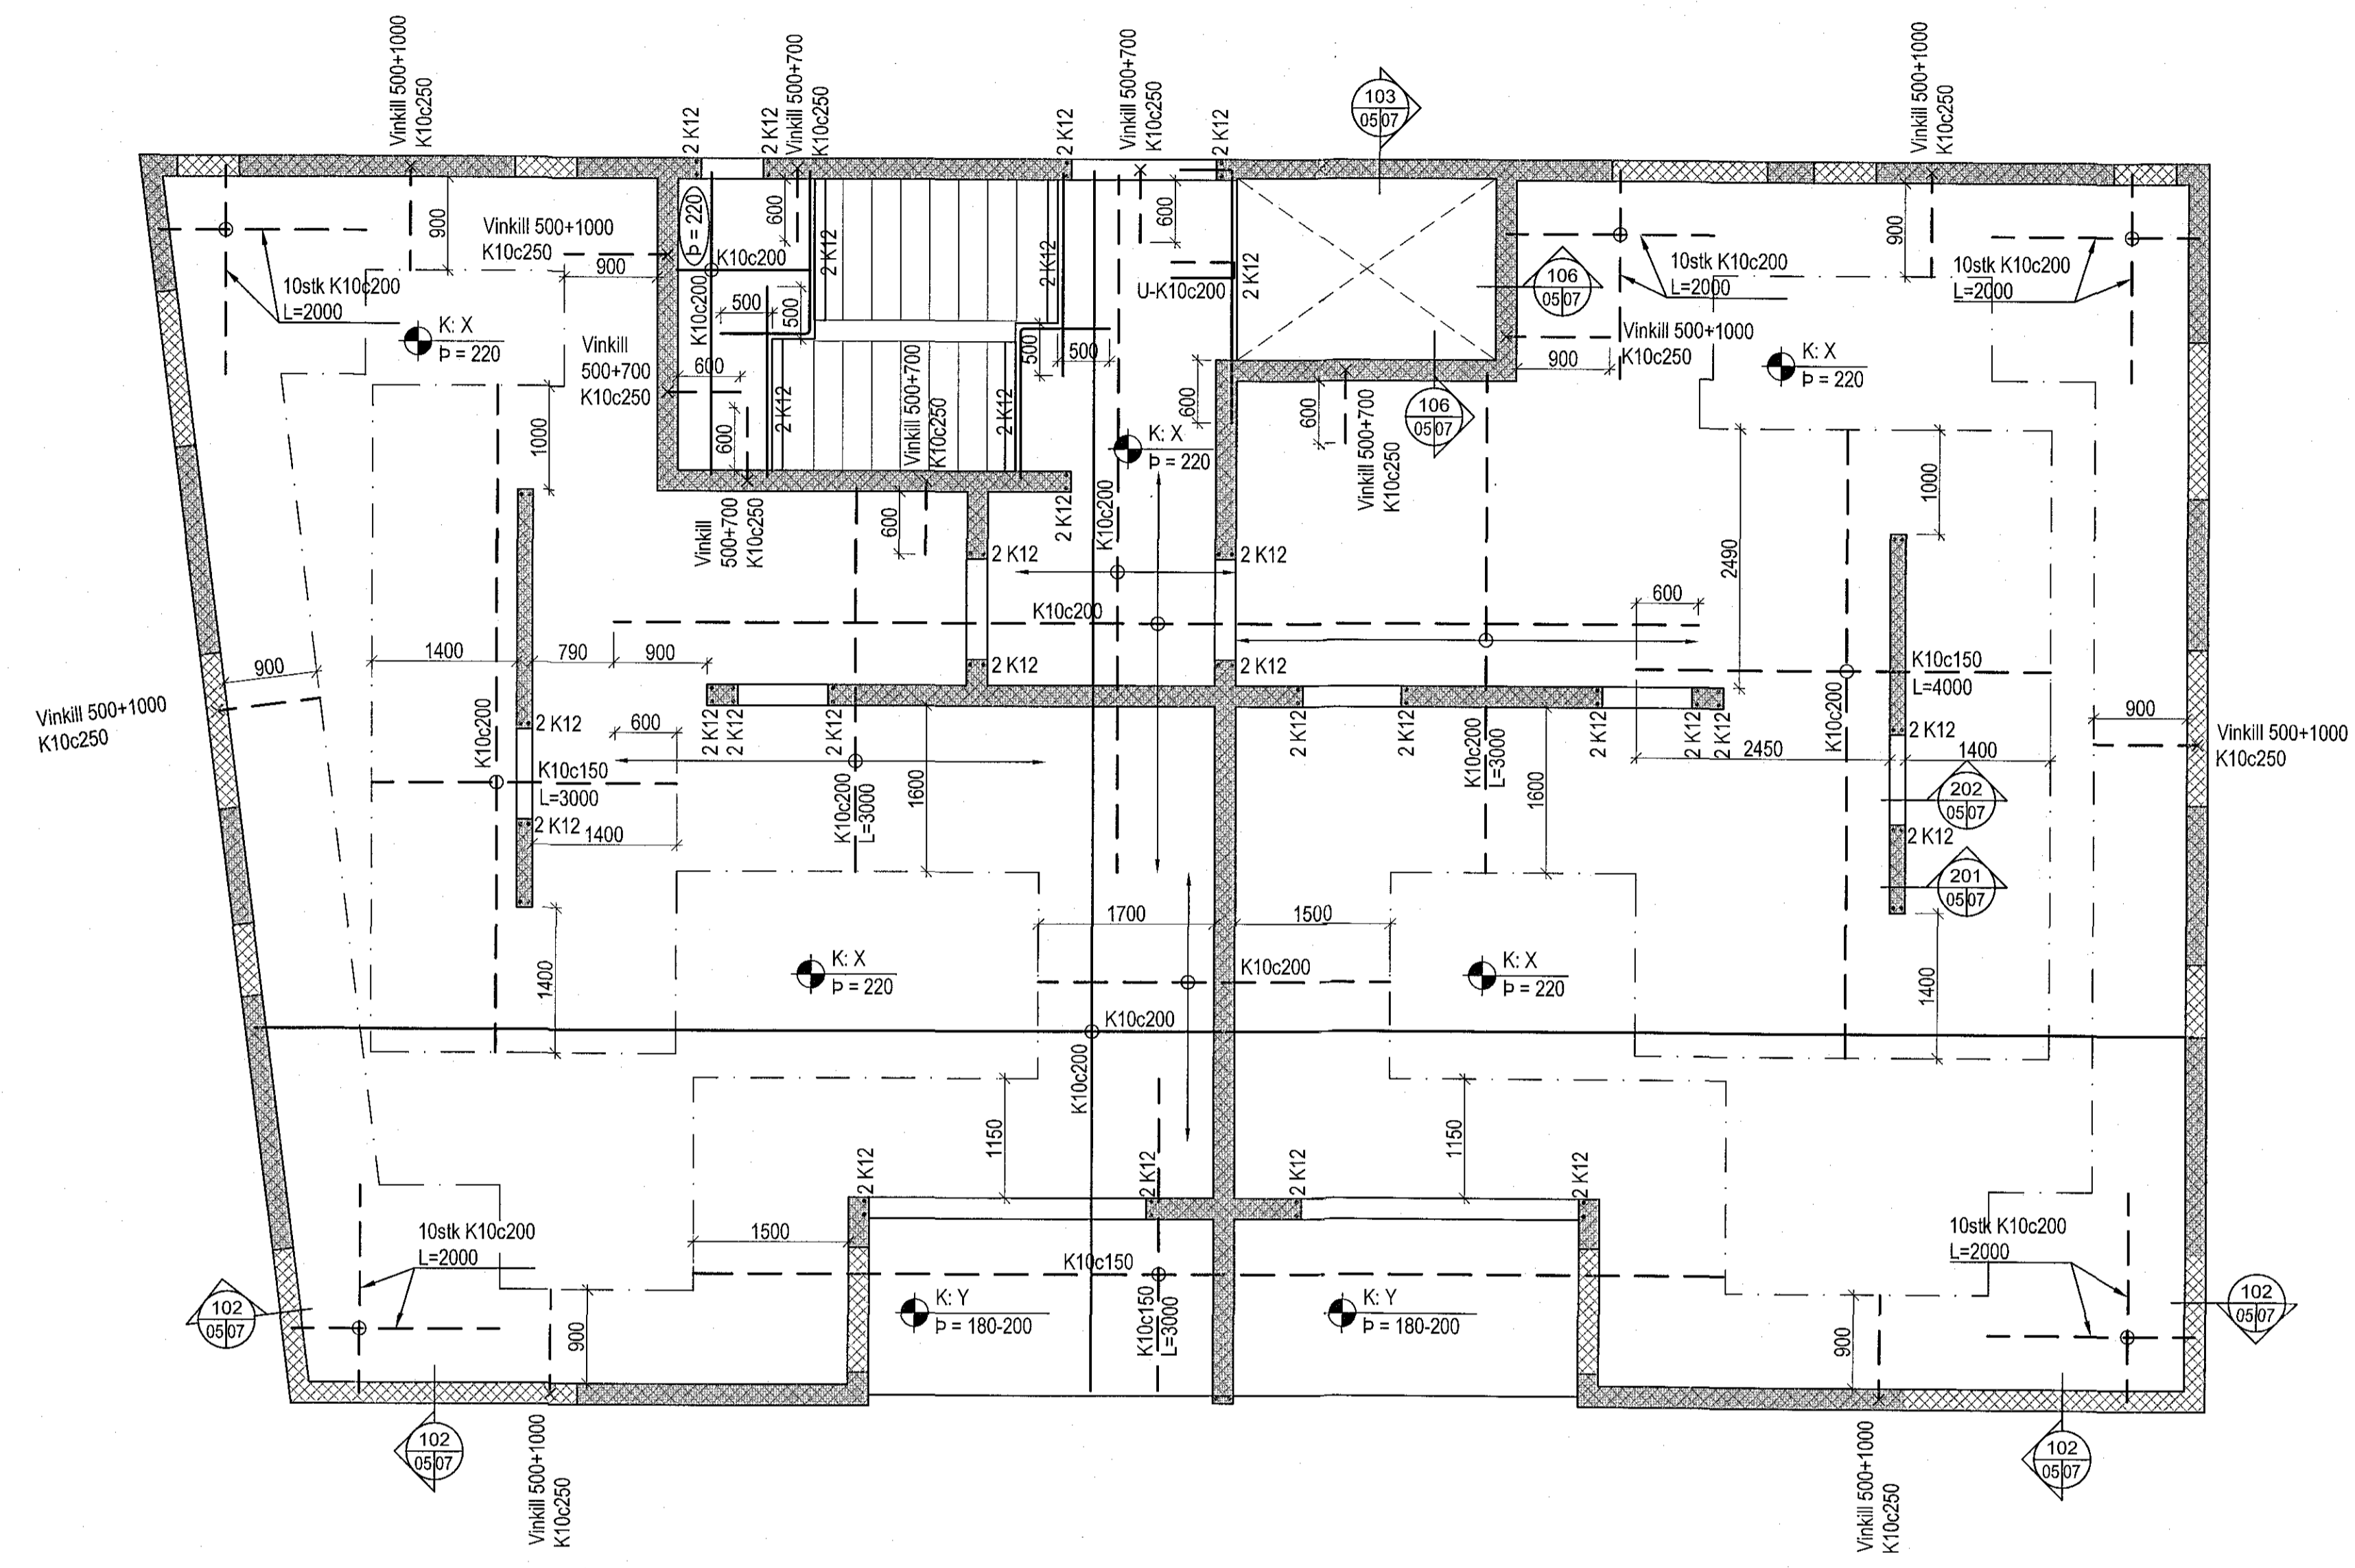 Vinkill 500+1000
K10c250
2 K12
2 K12
Vinkill 500+700
K10c250
2 K12
Vinkill 500+700
K10c250
2 K12
103
05 07
Vinkill 500+1000
K10c250
900
Vinkill 500+1000
K10c250
900
Þ = 220
K10c200
K10c200
600
2 K12
2 K12
600
U-K10c200
2 K12
106
05 07
10stk K10c200
L=2000
900
10stk K10c200
L=2000
10stk K10c200
L=2000
K: X
Þ = 220
500
500
Vinkill
500+700
K10c250
600
600
2 K12
Vinkill 500+700
K10c250
2 K12
500
500
600
600
106
05 07
Vinkill 500+1000
K10c250
900
K: X
Þ = 220
K: X
Þ = 220
Vinkill 500+700
K10c250
1000
1000
Vinkill
500+700
K10c250
600
2 K12
K10c200
2 K12
2 K12
2490
K10c200
600
900
1400
790
900
2 K12
2 K12
K10c150
L=4000
Vinkill 500+1000
K10c250
K10c200
2 K12
600
2 K12
2 K12
2 K12
2 K12
2 K12
K10c200
L=3000
2 K12
2 K12
2 K12
K10c200
2450
2 K12
1400
900
Vinkill 500+1000
K10c250
K10c150
L=3000
2 K12
1400
K10c200
L=3000
1600
1600
202
05 07
2 K12
201
05 07
1400
1700
1500
1400
K: X
Þ = 220
K10c200
K: X
Þ = 220
K10c200
K10c200
1150
1150
2 K12
2 K12
2 K12
2 K12
10stk K10c200
L=2000
1500
K10c150
K10c150
L=3000
10stk K10c200
L=2000
102
05 07
900
K: Y
Þ = 180-200
K: Y
Þ = 180-200
900
102
05 07
102
05 07
Vinkill 500+1000
K10c250
Vinkill 500+1000
K10c250
102
05 07